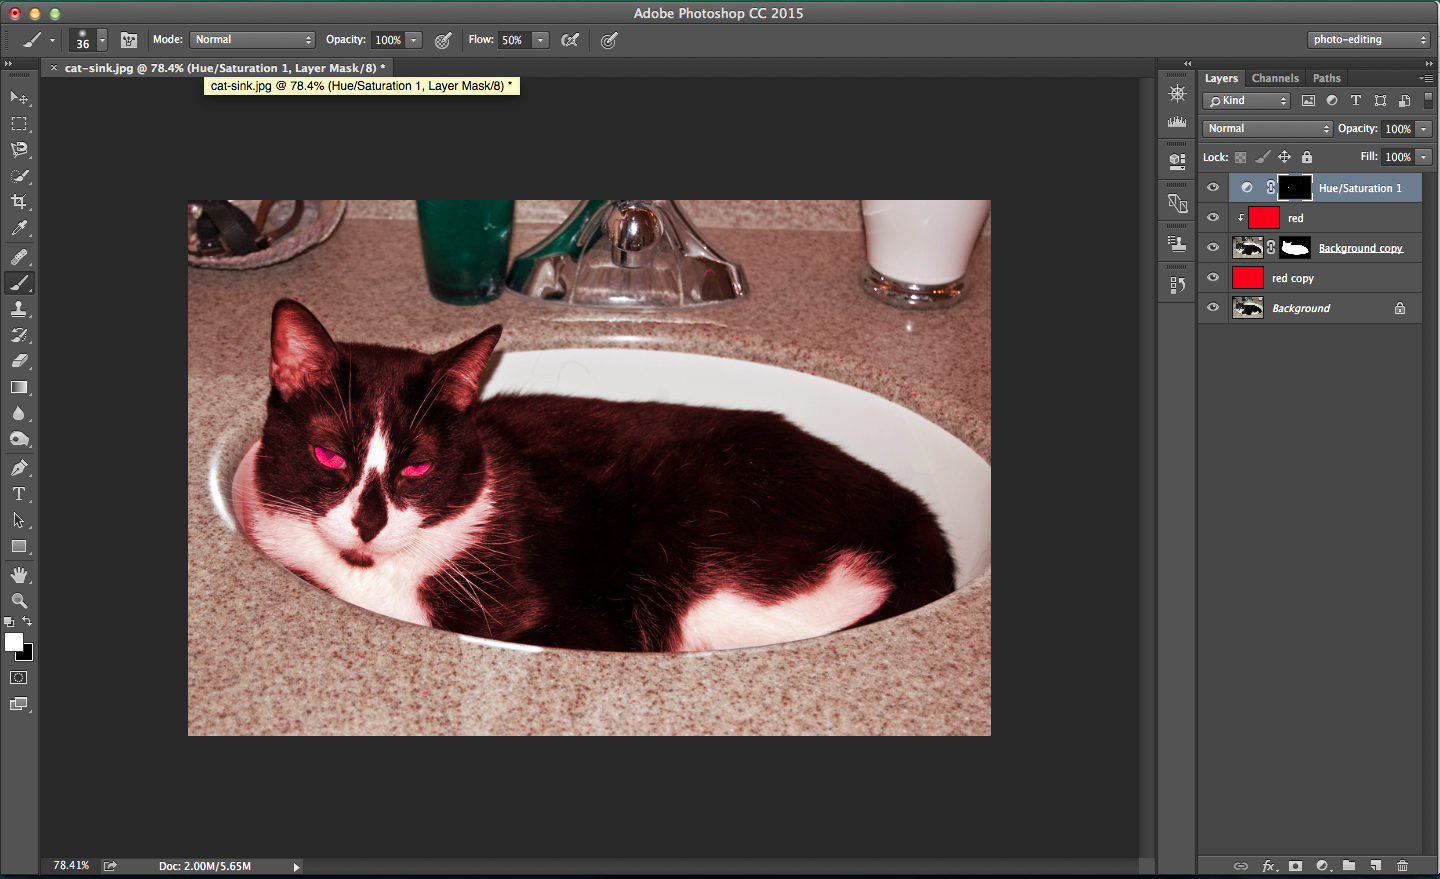 Adobe Photoshop CC 2015
36 Mode: Normal Opacity: 100% Flow: 50% photo-editing
× cat-sink.jpg @ 78.4% (Hue/Saturation 1, Layer Mask/8) *
cat-sink.jpg @ 78.4% (Hue/Saturation 1, Layer Mask/8) *
Layers Channels Paths
Kind
Normal Opacity: 100%
Lock: Fill: 100%
Hue/Saturation 1
red
Background copy
red copy
Background
78.41% Doc: 2.00M/5.65M